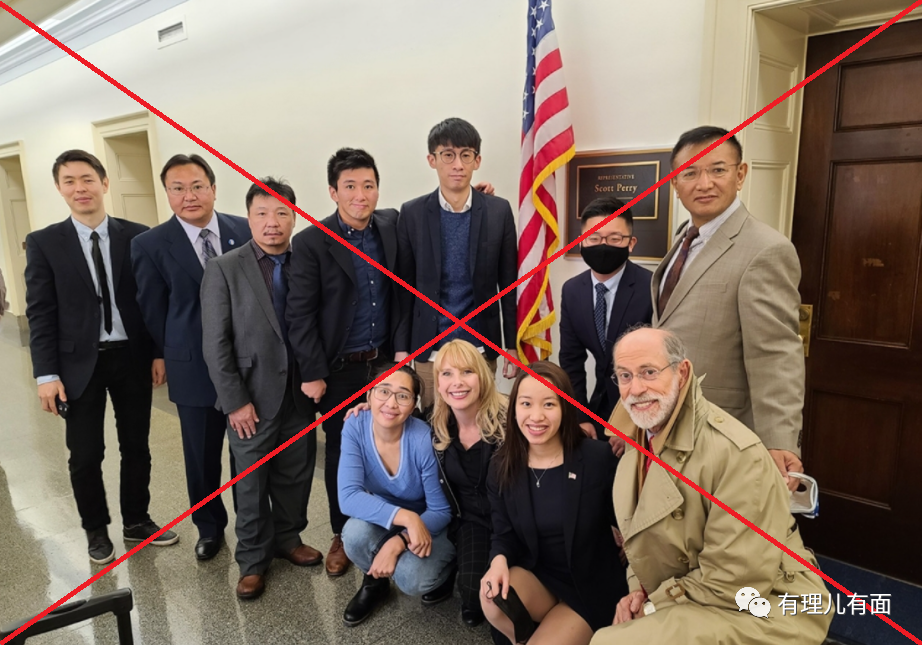 REPRESENTATIVE
Scott Perry
有理儿有面